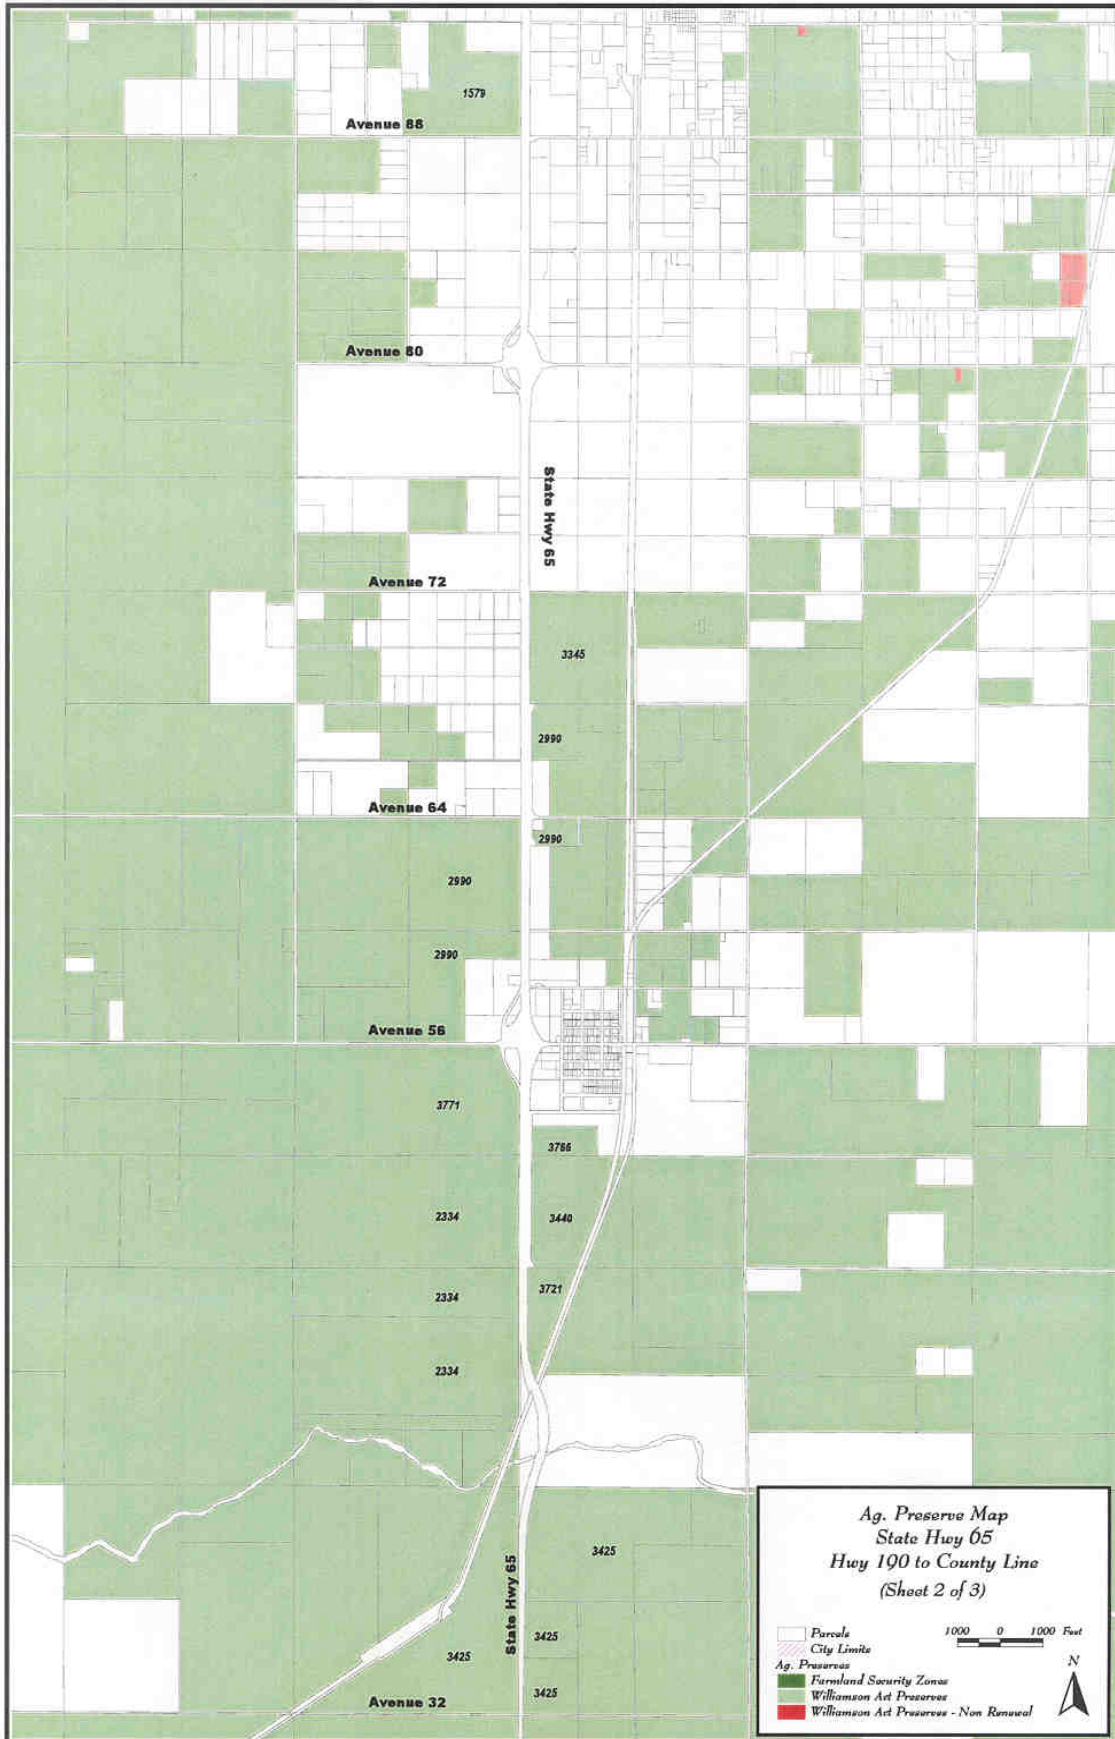 1579
Avenue 88
Avenue 80
State Hwy 65
Avenue 72
3345
2990
Avenue 64
2990
2990
2990
Avenue 56
3771
3766
2334
3440
2334
3721
2334
3425
State Hwy 65
3425
3425
3425
Avenue 32
Ag. Preserve Map
State Hwy 65
Hwy 190 to County Line
(Sheet 2 of 3)
Parcels
City Limits
Ag. Preserves
Farmland Security Zones
Williamson Act Preserves
Williamson Act Preserves - Non Renewal
1000 0 1000 Feet
N